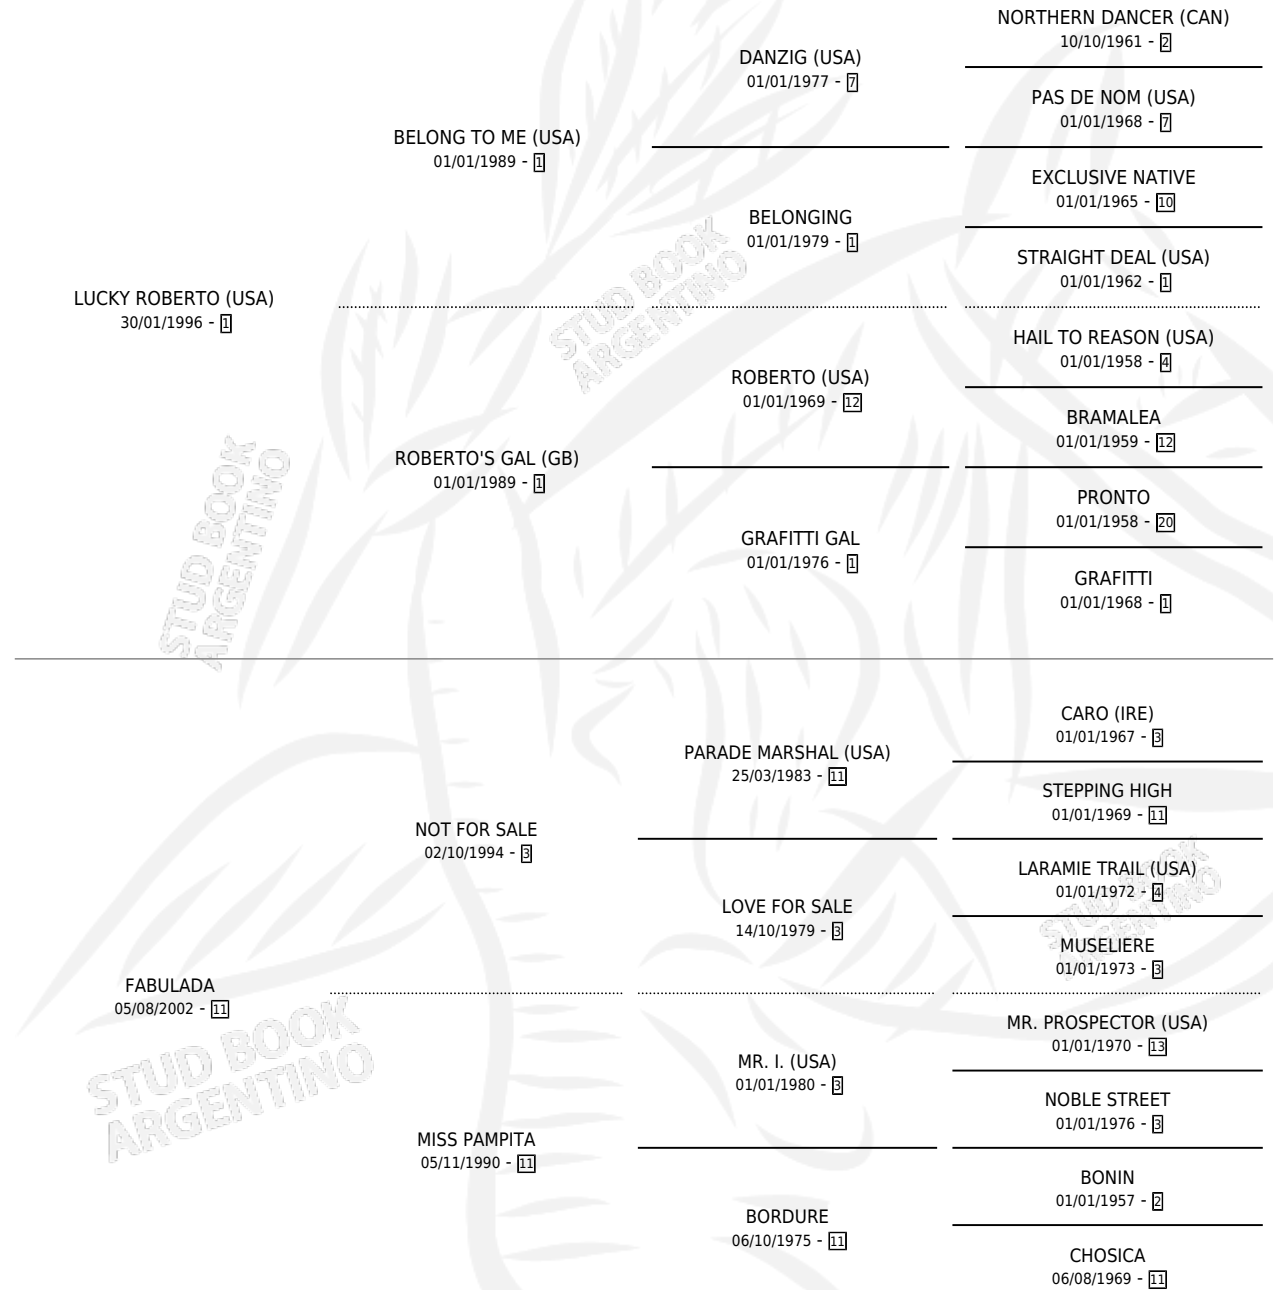 NORTHERN DANCER (CAN)
10/10/1961 - 2
DANZIG (USA)
01/01/1977 - 7
PAS DE NOM (USA)
01/01/1968 - 7
BELONG TO ME (USA)
01/01/1989 - 1
EXCLUSIVE NATIVE
01/01/1965 - 10
BELONGING
01/01/1979 - 1
STRAIGHT DEAL (USA)
01/01/1962 - 1
STUD BOOK
ARGENTINO
LUCKY ROBERTO (USA)
30/01/1996 - 1
HAIL TO REASON (USA)
01/01/1958 - 4
ROBERTO (USA)
01/01/1969 - 12
BRAMALEA
01/01/1959 - 12
ROBERTO'S GAL (GB)
01/01/1989 - 1
PRONTO
01/01/1958 - 20
GRAFITTI GAL
01/01/1976 - 1
GRAFITTI
01/01/1968 - 1
STUD BOOK
ARGENTINO
CARO (IRE)
01/01/1967 - 3
PARADE MARSHAL (USA)
25/03/1983 - 11
STEPPING HIGH
01/01/1969 - 11
NOT FOR SALE
02/10/1994 - 3
LARAMIE TRAIL (USA)
01/01/1972 - 4
LOVE FOR SALE
14/10/1979 - 3
MUSELIERE
01/01/1973 - 3
STUD BOOK
ARGENTINO
FABULADA
05/08/2002 - 11
MR. PROSPECTOR (USA)
01/01/1970 - 13
MR. I. (USA)
01/01/1980 - 3
NOBLE STREET
01/01/1976 - 3
STUD BOOK
ARGENTINO
MISS PAMPITA
05/11/1990 - 11
BONIN
01/01/1957 - 2
BORDURE
06/10/1975 - 11
CHOSICA
06/08/1969 - 11